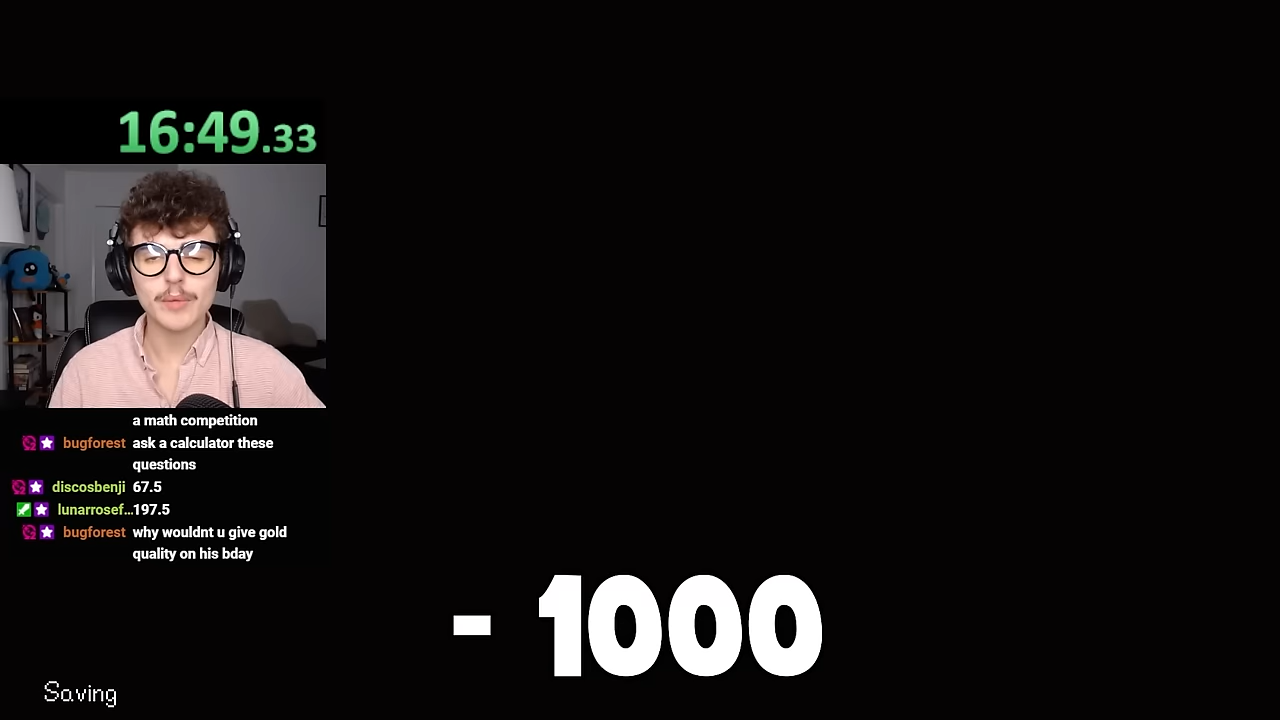 16:49.33
a math competition
bugforest ask a calculator these
questions
discosbenji 67.5
lunarrosef…197.5
bugforest why wouldnt u give gold
quality on his bday
- 1000
Saving